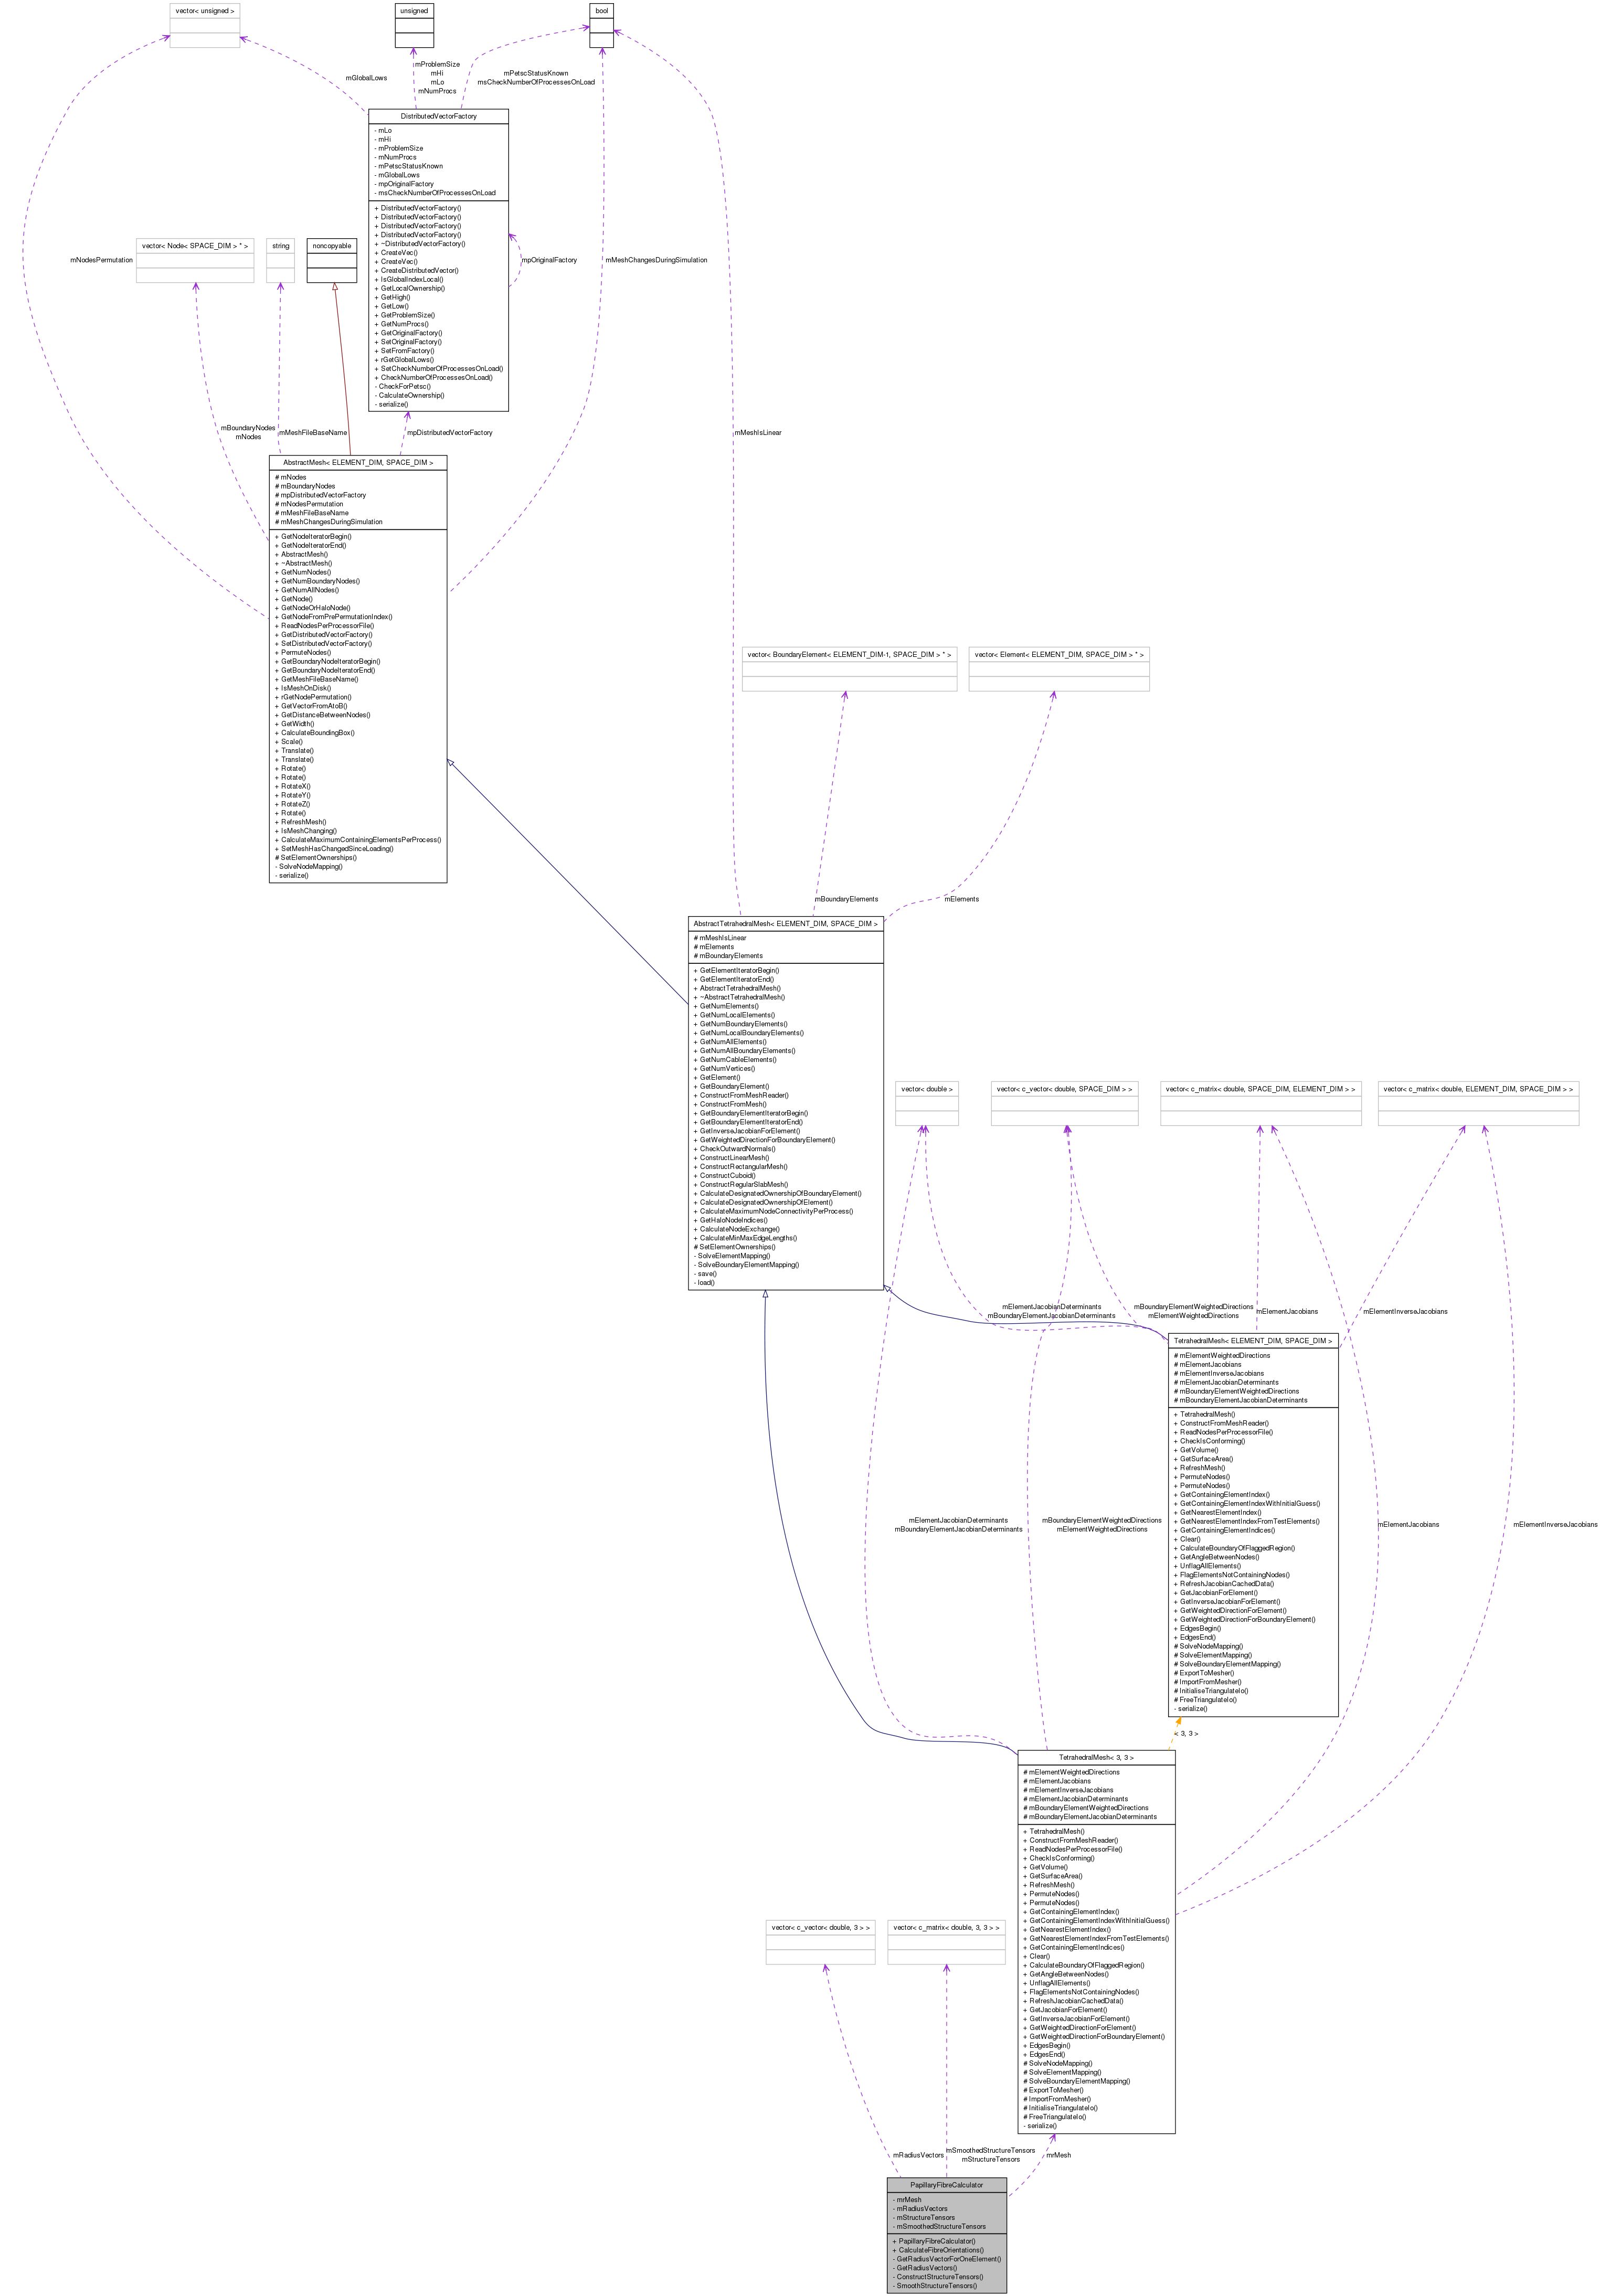 vector< unsigned >
unsigned
bool
mGlobalLows
mProblemSize
mHi
mLo
mNumProcs
mPetscStatusKnown
msCheckNumberOfProcessesOnLoad
DistributedVectorFactory
- mLo
- mHi
- mProblemSize
- mNumProcs
- mPetscStatusKnown
- mGlobalLows
- mpOriginalFactory
- msCheckNumberOfProcessesOnLoad
+ DistributedVectorFactory()
+ DistributedVectorFactory()
+ DistributedVectorFactory()
+ DistributedVectorFactory()
+ ~DistributedVectorFactory()
+ CreateVec()
+ CreateVec()
+ CreateDistributedVector()
+ IsGlobalIndexLocal()
+ GetLocalOwnership()
+ GetHigh()
+ GetLow()
+ GetProblemSize()
+ GetNumProcs()
+ GetOriginalFactory()
+ SetOriginalFactory()
+ SetFromFactory()
+ rGetGlobalLows()
+ SetCheckNumberOfProcessesOnLoad()
+ CheckNumberOfProcessesOnLoad()
- CheckForPetsc()
- CalculateOwnership()
- serialize()
vector< Node< SPACE_DIM > * >
string
noncopyable
mNodesPermutation
mpOriginalFactory
mMeshChangesDuringSimulation
mBoundaryNodes
mNodes
mMeshFileBaseName
mpDistributedVectorFactory
mMeshIsLinear
AbstractMesh< ELEMENT_DIM, SPACE_DIM >
# mNodes
# mBoundaryNodes
# mpDistributedVectorFactory
# mNodesPermutation
# mMeshFileBaseName
# mMeshChangesDuringSimulation
+ GetNodeIteratorBegin()
+ GetNodeIteratorEnd()
+ AbstractMesh()
+ ~AbstractMesh()
+ GetNumNodes()
+ GetNumBoundaryNodes()
+ GetNumAllNodes()
+ GetNode()
+ GetNodeOrHaloNode()
+ GetNodeFromPrePermutationIndex()
+ ReadNodesPerProcessorFile()
+ GetDistributedVectorFactory()
+ SetDistributedVectorFactory()
+ PermuteNodes()
+ GetBoundaryNodeIteratorBegin()
+ GetBoundaryNodeIteratorEnd()
+ GetMeshFileBaseName()
+ IsMeshOnDisk()
+ rGetNodePermutation()
+ GetVectorFromAtoB()
+ GetDistanceBetweenNodes()
+ GetWidth()
+ CalculateBoundingBox()
+ Scale()
+ Translate()
+ Translate()
+ Rotate()
+ Rotate()
+ RotateX()
+ RotateY()
+ RotateZ()
+ Rotate()
+ RefreshMesh()
+ IsMeshChanging()
+ CalculateMaximumContainingElementsPerProcess()
+ SetMeshHasChangedSinceLoading()
# SetElementOwnerships()
- SolveNodeMapping()
- serialize()
vector< BoundaryElement< ELEMENT_DIM-1, SPACE_DIM > * >
vector< Element< ELEMENT_DIM, SPACE_DIM > * >
mBoundaryElements
mElements
AbstractTetrahedralMesh< ELEMENT_DIM, SPACE_DIM >
# mMeshIsLinear
# mElements
# mBoundaryElements
+ GetElementIteratorBegin()
+ GetElementIteratorEnd()
+ AbstractTetrahedralMesh()
+ ~AbstractTetrahedralMesh()
+ GetNumElements()
+ GetNumLocalElements()
+ GetNumBoundaryElements()
+ GetNumLocalBoundaryElements()
+ GetNumAllElements()
+ GetNumAllBoundaryElements()
+ GetNumCableElements()
+ GetNumVertices()
+ GetElement()
+ GetBoundaryElement()
+ ConstructFromMeshReader()
+ ConstructFromMesh()
+ GetBoundaryElementIteratorBegin()
+ GetBoundaryElementIteratorEnd()
+ GetInverseJacobianForElement()
+ GetWeightedDirectionForBoundaryElement()
+ CheckOutwardNormals()
+ ConstructLinearMesh()
+ ConstructRectangularMesh()
+ ConstructCuboid()
+ ConstructRegularSlabMesh()
+ CalculateDesignatedOwnershipOfBoundaryElement()
+ CalculateDesignatedOwnershipOfElement()
+ CalculateMaximumNodeConnectivityPerProcess()
+ GetHaloNodeIndices()
+ CalculateNodeExchange()
+ CalculateMinMaxEdgeLengths()
# SetElementOwnerships()
- SolveElementMapping()
- SolveBoundaryElementMapping()
- save()
- load()
vector< double >
vector< c_vector< double, SPACE_DIM > >
vector< c_matrix< double, SPACE_DIM, ELEMENT_DIM > >
vector< c_matrix< double, ELEMENT_DIM, SPACE_DIM > >
mElementJacobianDeterminants
mBoundaryElementJacobianDeterminants
mBoundaryElementWeightedDirections
mElementWeightedDirections
mElementJacobians
mElementInverseJacobians
TetrahedralMesh< ELEMENT_DIM, SPACE_DIM >
# mElementWeightedDirections
# mElementJacobians
# mElementInverseJacobians
# mElementJacobianDeterminants
# mBoundaryElementWeightedDirections
# mBoundaryElementJacobianDeterminants
+ TetrahedralMesh()
+ ConstructFromMeshReader()
+ ReadNodesPerProcessorFile()
+ CheckIsConforming()
+ GetVolume()
+ GetSurfaceArea()
+ RefreshMesh()
+ PermuteNodes()
+ PermuteNodes()
+ GetContainingElementIndex()
+ GetContainingElementIndexWithInitialGuess()
+ GetNearestElementIndex()
+ GetNearestElementIndexFromTestElements()
+ GetContainingElementIndices()
+ Clear()
+ CalculateBoundaryOfFlaggedRegion()
+ GetAngleBetweenNodes()
+ UnflagAllElements()
+ FlagElementsNotContainingNodes()
+ RefreshJacobianCachedData()
+ GetJacobianForElement()
+ GetInverseJacobianForElement()
+ GetWeightedDirectionForElement()
+ GetWeightedDirectionForBoundaryElement()
+ EdgesBegin()
+ EdgesEnd()
# SolveNodeMapping()
# SolveElementMapping()
# SolveBoundaryElementMapping()
# ExportToMesher()
# ImportFromMesher()
# InitialiseTriangulateIo()
# FreeTriangulateIo()
- serialize()
mElementJacobianDeterminants
mBoundaryElementJacobianDeterminants
mBoundaryElementWeightedDirections
mElementWeightedDirections
mElementJacobians
mElementInverseJacobians
< 3, 3 >
TetrahedralMesh< 3, 3 >
# mElementWeightedDirections
# mElementJacobians
# mElementInverseJacobians
# mElementJacobianDeterminants
# mBoundaryElementWeightedDirections
# mBoundaryElementJacobianDeterminants
+ TetrahedralMesh()
+ ConstructFromMeshReader()
+ ReadNodesPerProcessorFile()
+ CheckIsConforming()
+ GetVolume()
+ GetSurfaceArea()
+ RefreshMesh()
+ PermuteNodes()
+ PermuteNodes()
+ GetContainingElementIndex()
+ GetContainingElementIndexWithInitialGuess()
+ GetNearestElementIndex()
+ GetNearestElementIndexFromTestElements()
+ GetContainingElementIndices()
+ Clear()
+ CalculateBoundaryOfFlaggedRegion()
+ GetAngleBetweenNodes()
+ UnflagAllElements()
+ FlagElementsNotContainingNodes()
+ RefreshJacobianCachedData()
+ GetJacobianForElement()
+ GetInverseJacobianForElement()
+ GetWeightedDirectionForElement()
+ GetWeightedDirectionForBoundaryElement()
+ EdgesBegin()
+ EdgesEnd()
# SolveNodeMapping()
# SolveElementMapping()
# SolveBoundaryElementMapping()
# ExportToMesher()
# ImportFromMesher()
# InitialiseTriangulateIo()
# FreeTriangulateIo()
- serialize()
vector< c_vector< double, 3 > >
vector< c_matrix< double, 3, 3 > >
mRadiusVectors
mSmoothedStructureTensors
mStructureTensors
mrMesh
PapillaryFibreCalculator
- mrMesh
- mRadiusVectors
- mStructureTensors
- mSmoothedStructureTensors
+ PapillaryFibreCalculator()
+ CalculateFibreOrientations()
- GetRadiusVectorForOneElement()
- GetRadiusVectors()
- ConstructStructureTensors()
- SmoothStructureTensors()